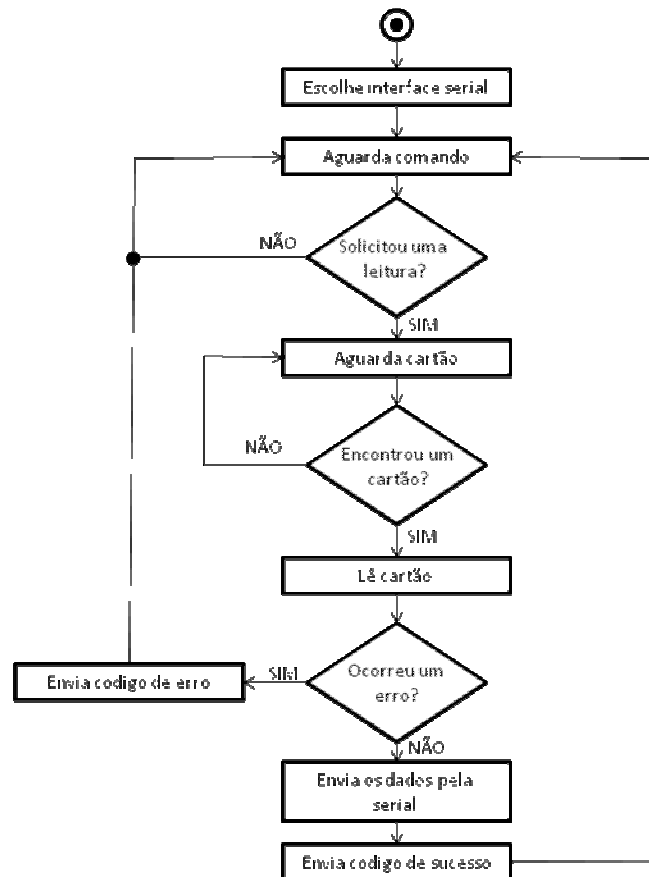 Escolhe interface serial
Aguarda comando
NÃO
Solicitou uma
leitura?
SIM
Aguarda cartão
NÃO
Encontrou um
cartão?
SIM
Lê cartão
Envia codigo de erro
SIM
Ocorreu um
erro?
NÃO
Envia os dados pela
serial
Envia codigo de sucesso